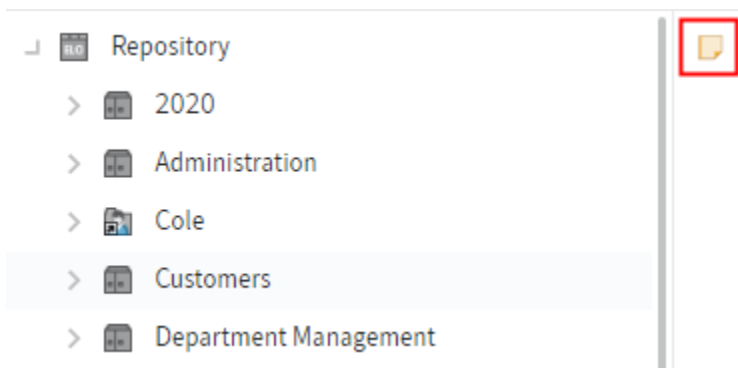 Repository
2020
Administration
Cole
Customers
Department Management